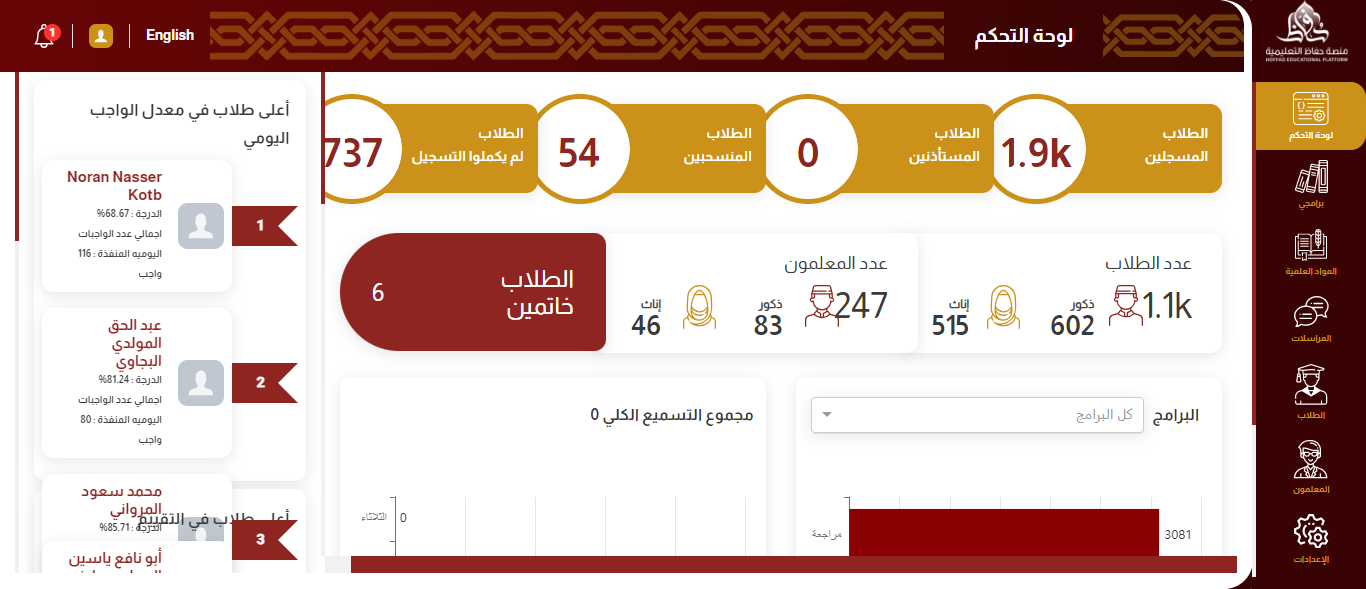 منصة حفاظ التعليمية
HOFFAD EDUCATIONAL PLATFORM
لوحة التحكم
English
1
لوحة التحكم
برامجي
المواد العلمية
المراسلات
الطلاب
المعلمون
الإعدادات
الطلاب
المسجلين
1.9k
الطلاب
المستأذنين
0
الطلاب
المنسحبين
54
الطلاب
لم يكملوا التسجيل
737
عدد الطلاب
1.1k
ذكور
602
إناث
515
عدد المعلمون
247
ذكور
83
إناث
46
الطلاب
خاتمين
6
البرامج
كل البرامج
مراجعة
3081
مجموع التسميع الكلي 0
الثلاثاء
0
أعلى طلاب في معدل الواجب
اليومي
1
Noran Nasser
Kotb
الدرجة : 68.67%
اجمالي عدد الواجبات
اليوميه المنفذة : 116
واجب
2
عبد الحق
المولدي
البجاوي
الدرجة : 81.24%
اجمالي عدد الواجبات
اليوميه المنفذة : 80
واجب
3
محمد سعود
المرواني
الدرجة : 85.71%
أعلى طلاب في التقييم
أبو نافع ياسين